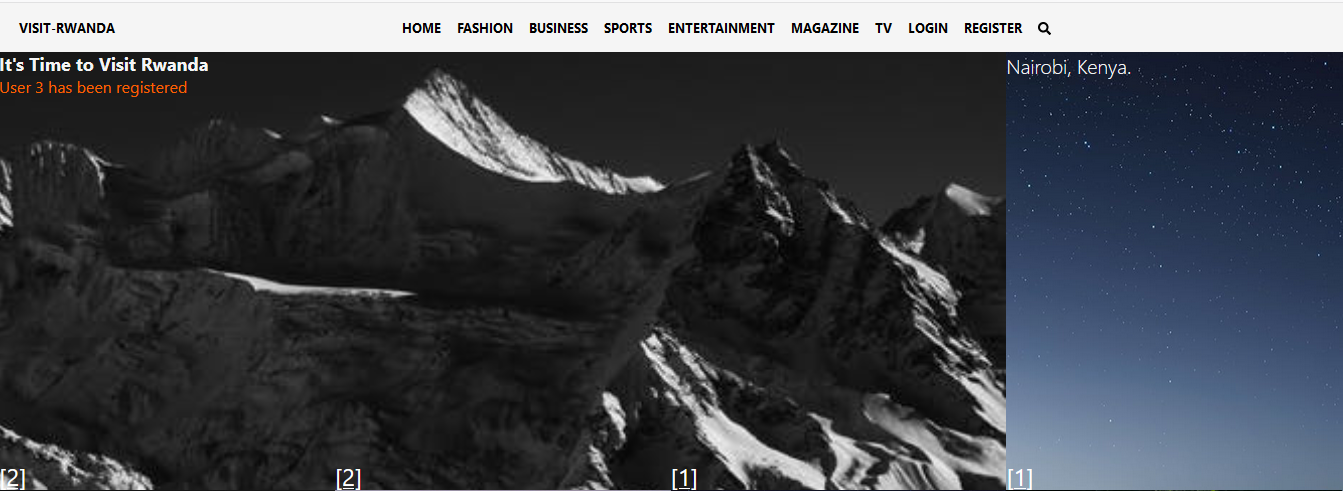 VISIT-RWANDA HOME FASHION BUSINESS SPORTS ENTERTAINMENT MAGAZINE TV LOGIN REGISTER
It's Time to Visit Rwanda
User 3 has been registered
Nairobi, Kenya.
[2] [2] [1] [1]